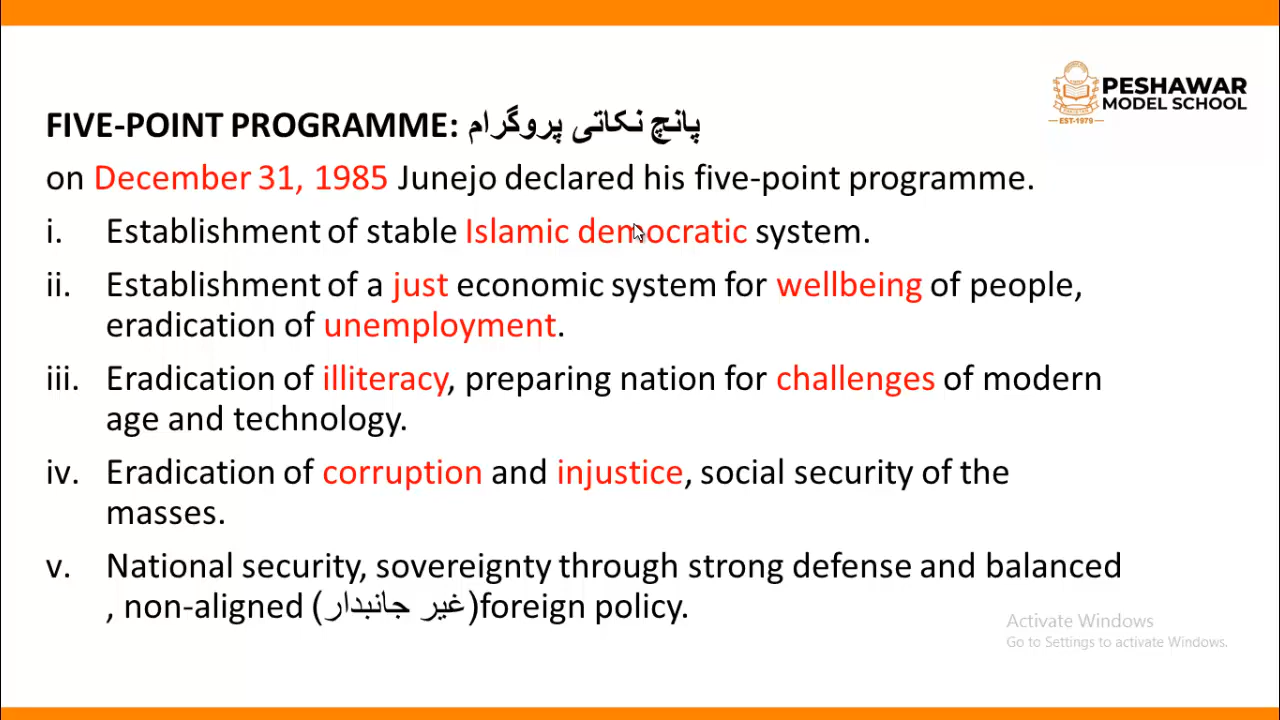 PESHAWAR
MODEL SCHOOL
EST-1979
FIVE-POINT PROGRAMME: پانچ نکاتی پروگرام
on December 31, 1985 Junejo declared his five-point programme.
i. Establishment of stable Islamic democratic system.
ii. Establishment of a just economic system for wellbeing of people,
eradication of unemployment.
iii. Eradication of illiteracy, preparing nation for challenges of modern
age and technology.
iv. Eradication of corruption and injustice, social security of the
masses.
v. National security, sovereignty through strong defense and balanced
, non-aligned (غیر جانبدار)foreign policy.
Activate Windows
Go to Settings to activate Windows.